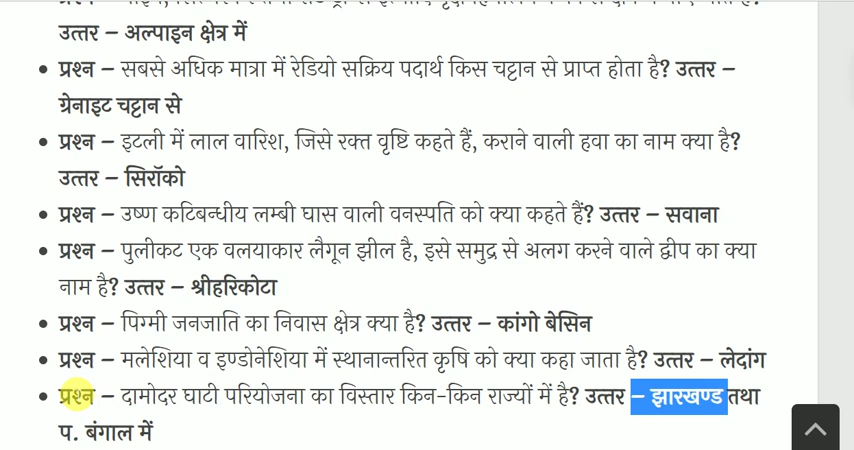 उत्तर – अल्पाइन क्षेत्र में
प्रश्न – सबसे अधिक मात्रा में रेडियो सक्रिय पदार्थ किस चट्टान से प्राप्त होता है? उत्तर –
ग्रेनाइट चट्टान से
प्रश्न – इटली में लाल वारिश, जिसे रक्त वृष्टि कहते हैं, कराने वाली हवा का नाम क्या है?
उत्तर – सिरॉको
प्रश्न – उष्ण कटिबन्धीय लम्बी घास वाली वनस्पति को क्या कहते हैं? उत्तर – सवाना
प्रश्न – पुलीकट एक वलयाकार लैगून झील है, इसे समुद्र से अलग करने वाले द्वीप का क्या
नाम है? उत्तर – श्रीहरिकोटा
प्रश्न – पिग्मी जनजाति का निवास क्षेत्र क्या है? उत्तर – कांगो बेसिन
प्रश्न – मलेशिया व इण्डोनेशिया में स्थानान्तरित कृषि को क्या कहा जाता है? उत्तर – लेदांग
प्रश्न – दामोदर घाटी परियोजना का विस्तार किन-किन राज्यों में है? उत्तर – झारखण्ड तथा
प. बंगाल में